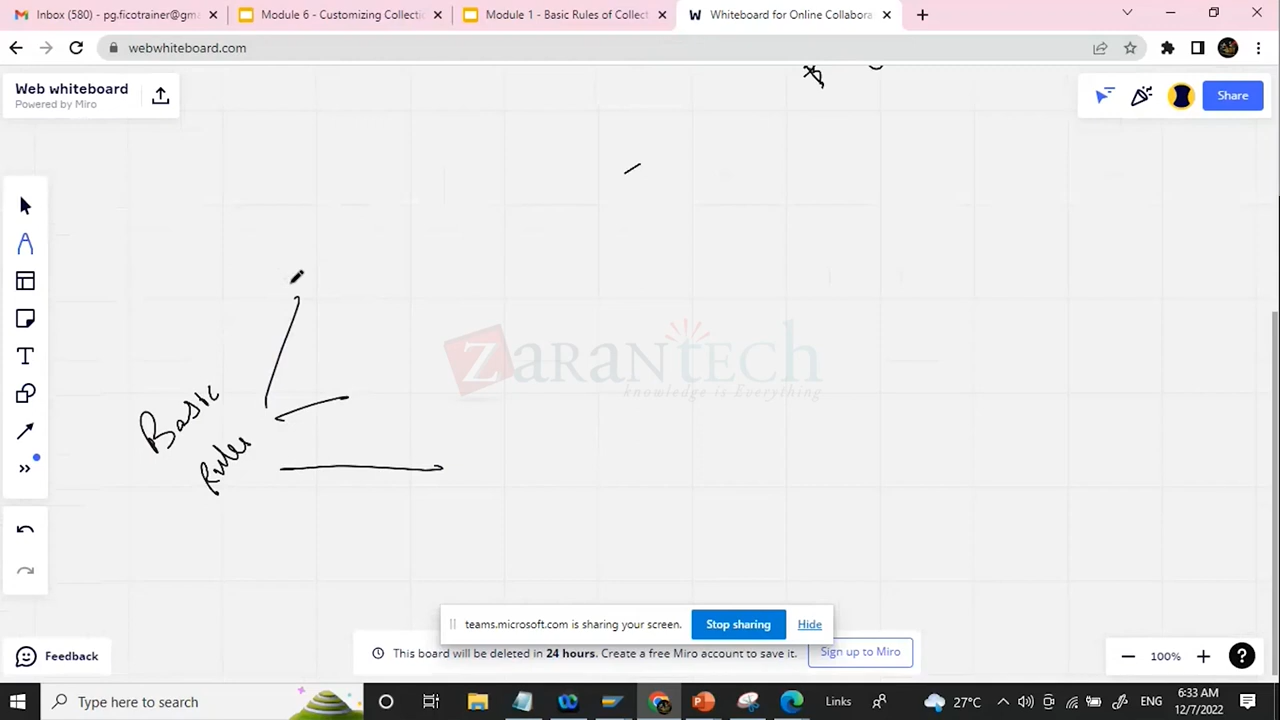 Inbox (580) - pg.ficotrainer@gm
Module 6 - Customizing Collecti
Module 1 - Basic Rules of Collect
Whiteboard for Online Collabora
webwhiteboard.com
Web whiteboard
Powered by Miro
Share
T
Basic
Rules
ZaranTech
knowledge is Everything
teams.microsoft.com is sharing your screen.
Stop sharing
Hide
Feedback
This board will be deleted in 24 hours. Create a free Miro account to save it.
Sign up to Miro
100%
Type here to search
Links
27°C
ENG
6:33 AM
12/7/2022